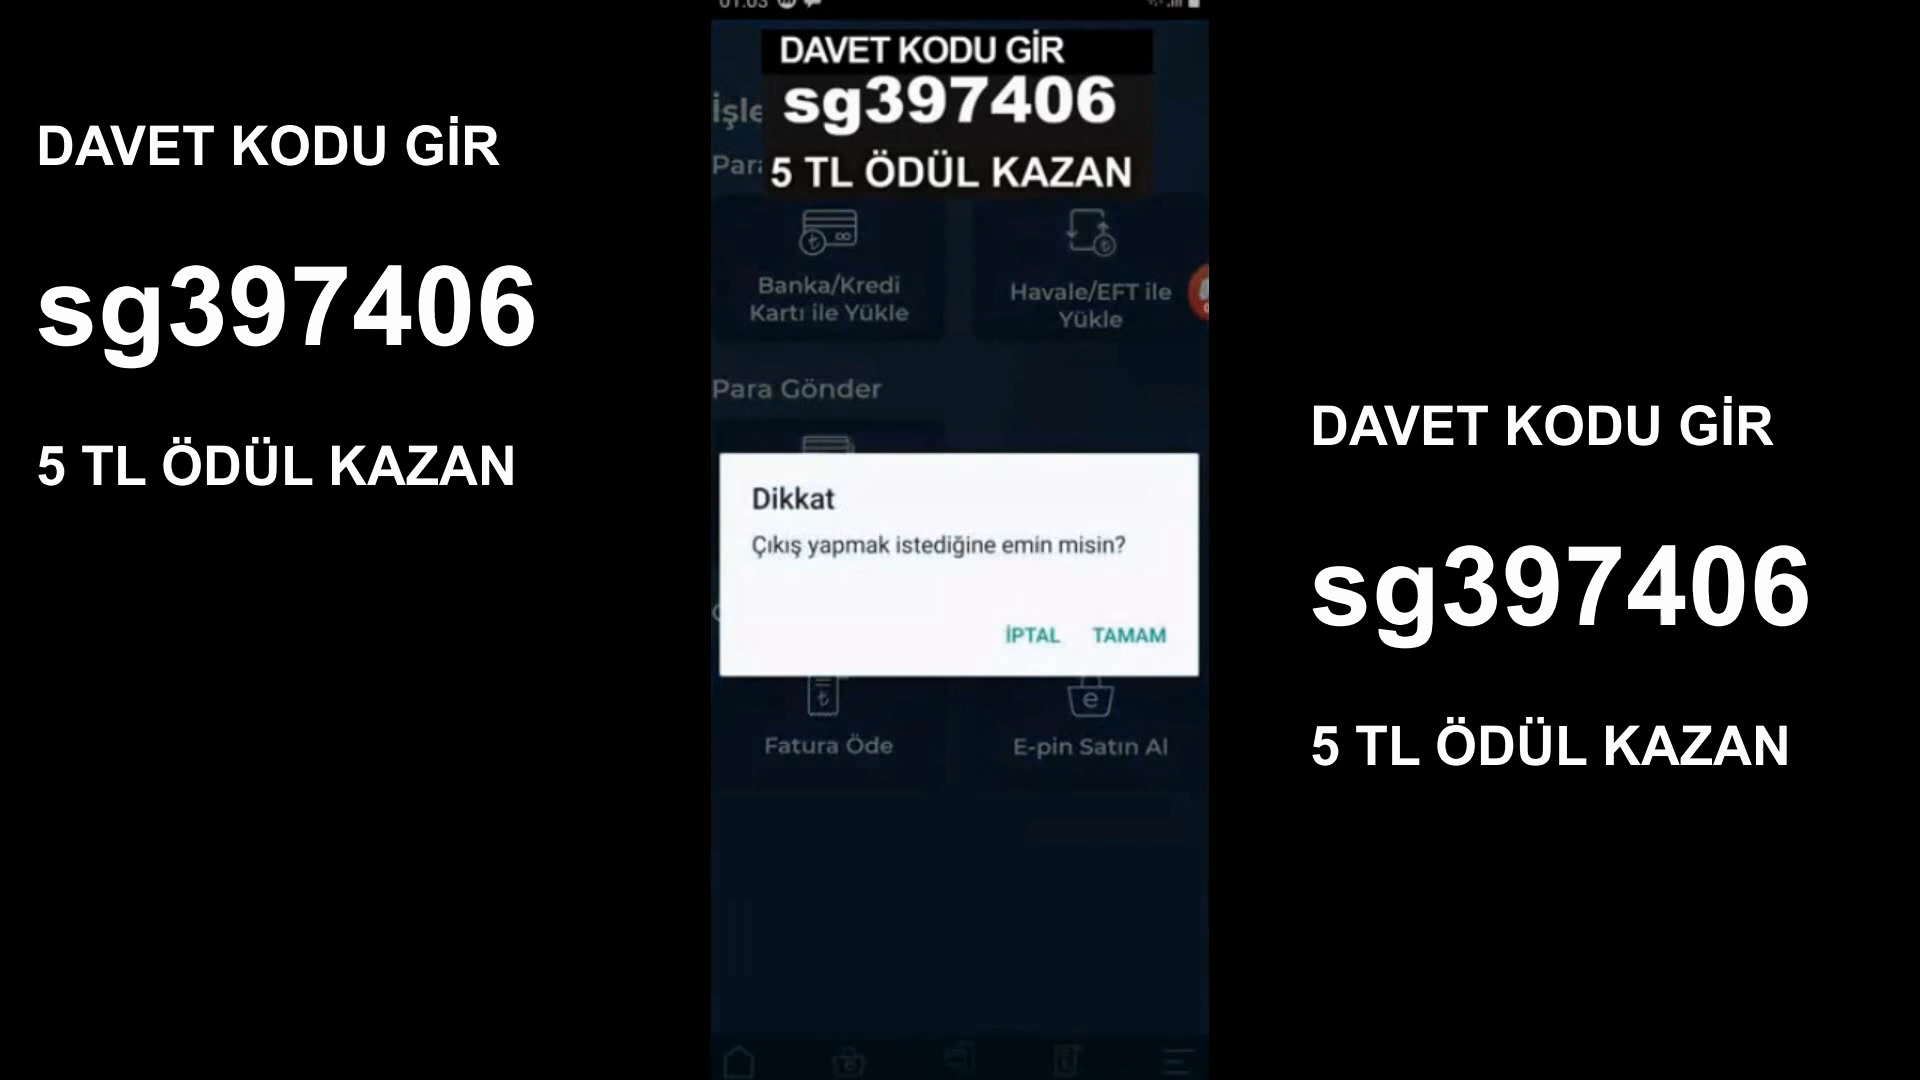 DAVET KODU GİR
sg397406
5 TL ÖDÜL KAZAN
01:03
DAVET KODU GİR
sg397406
5 TL ÖDÜL KAZAN
Banka/Kredi
Kartı ile Yükle
Havale/EFT ile
Yükle
Para Gönder
Dikkat
Çıkış yapmak istediğine emin misin?
İPTAL TAMAM
Fatura Öde
E-pin Satın Al
DAVET KODU GİR
sg397406
5 TL ÖDÜL KAZAN